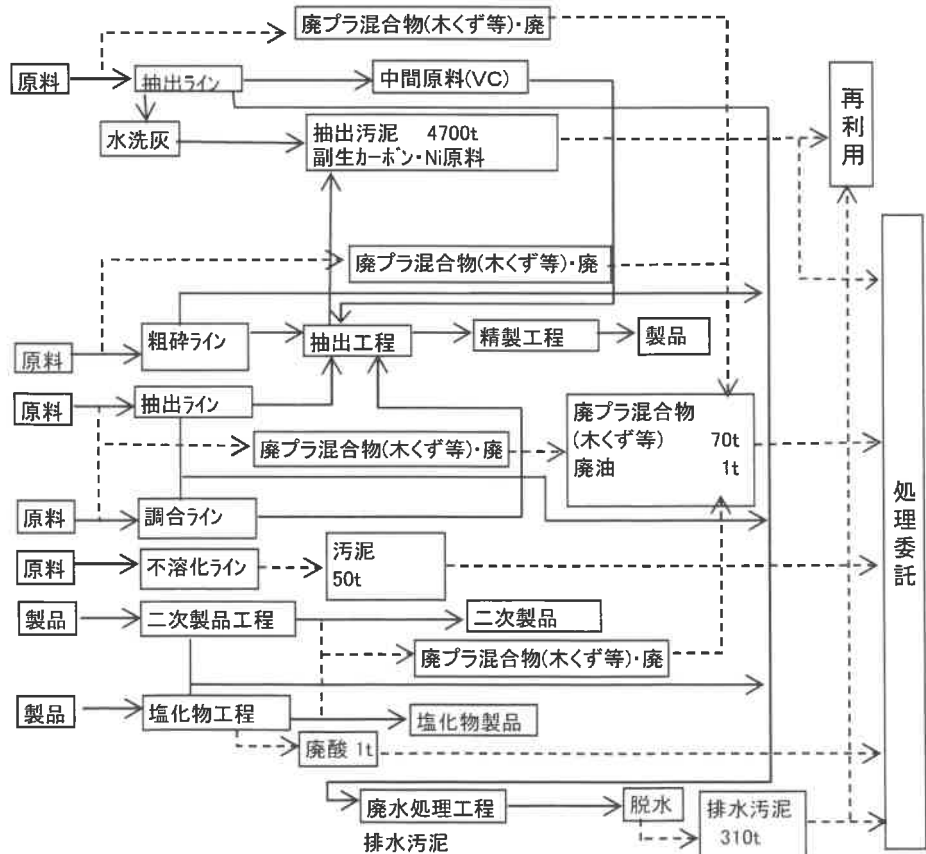 廃プラ混合物(木くず等)・廃
原料
抽出ライン
中間原料(VC)
再利用
水洗灰
抽出汚泥 4700t
副生カーボン・Ni原料
処理委託
廃プラ混合物(木くず等)・廃
原料
粗砕ライン
抽出工程
精製工程
製品
原料
抽出ライン
廃プラ混合物
(木くず等) 70t
廃油 1t
廃プラ混合物(木くず等)・廃
原料
調合ライン
原料
不溶化ライン
汚泥
50t
製品
二次製品工程
二次製品
廃プラ混合物(木くず等)・廃
製品
塩化物工程
塩化物製品
廃酸 1t
廃水処理工程
脱水
排水汚泥
310t
排水汚泥